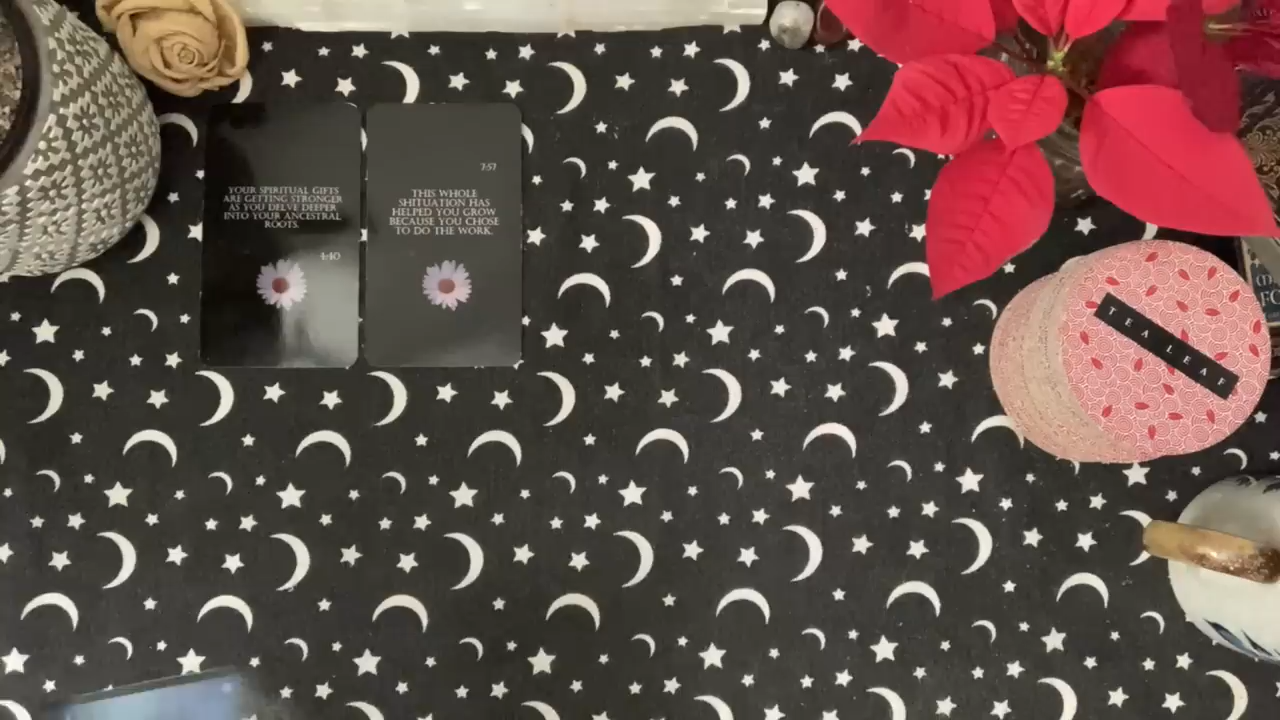 YOUR SPIRITUAL GIFTS
ARE GETTING STRONGER
AS YOU DELVE DEEPER
INTO YOUR ANCESTRAL
ROOTS.
4:40
7:57
THIS WHOLE
SHITUATION HAS
HELPED YOU GROW
BECAUSE YOU CHOSE
TO DO THE WORK.
TEA LEAF